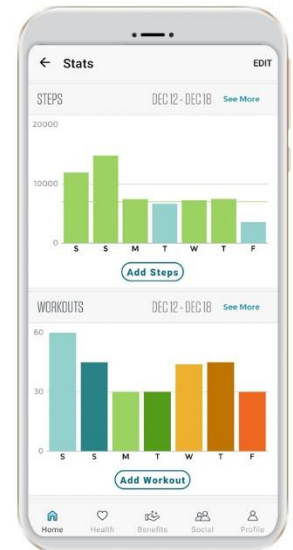 Stats EDIT
STEPS DEC 12 - DEC 18 See More
20000
10000
0
S S M T W T F
Add Steps
WORKOUTS DEC 12 - DEC 18 See More
60
30
0
S S M T W T F
Add Workout
Home Health Benefits Social Profile